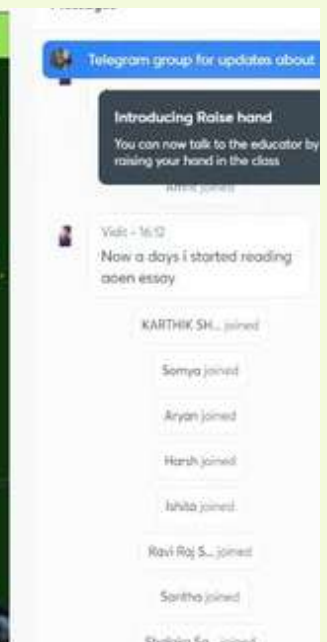 Messages
Telegram group for updates about
Introducing Raise hand
You can now talk to the educator by
raising your hand in the class
joined
Vidit - 16:12
Now a days i started reading
aoen essay
KARTHIK SH... joined
Somya joined
Aryan joined
Harsh joined
Ishita joined
Ravi Raj S... joined
Saritha joined
joined